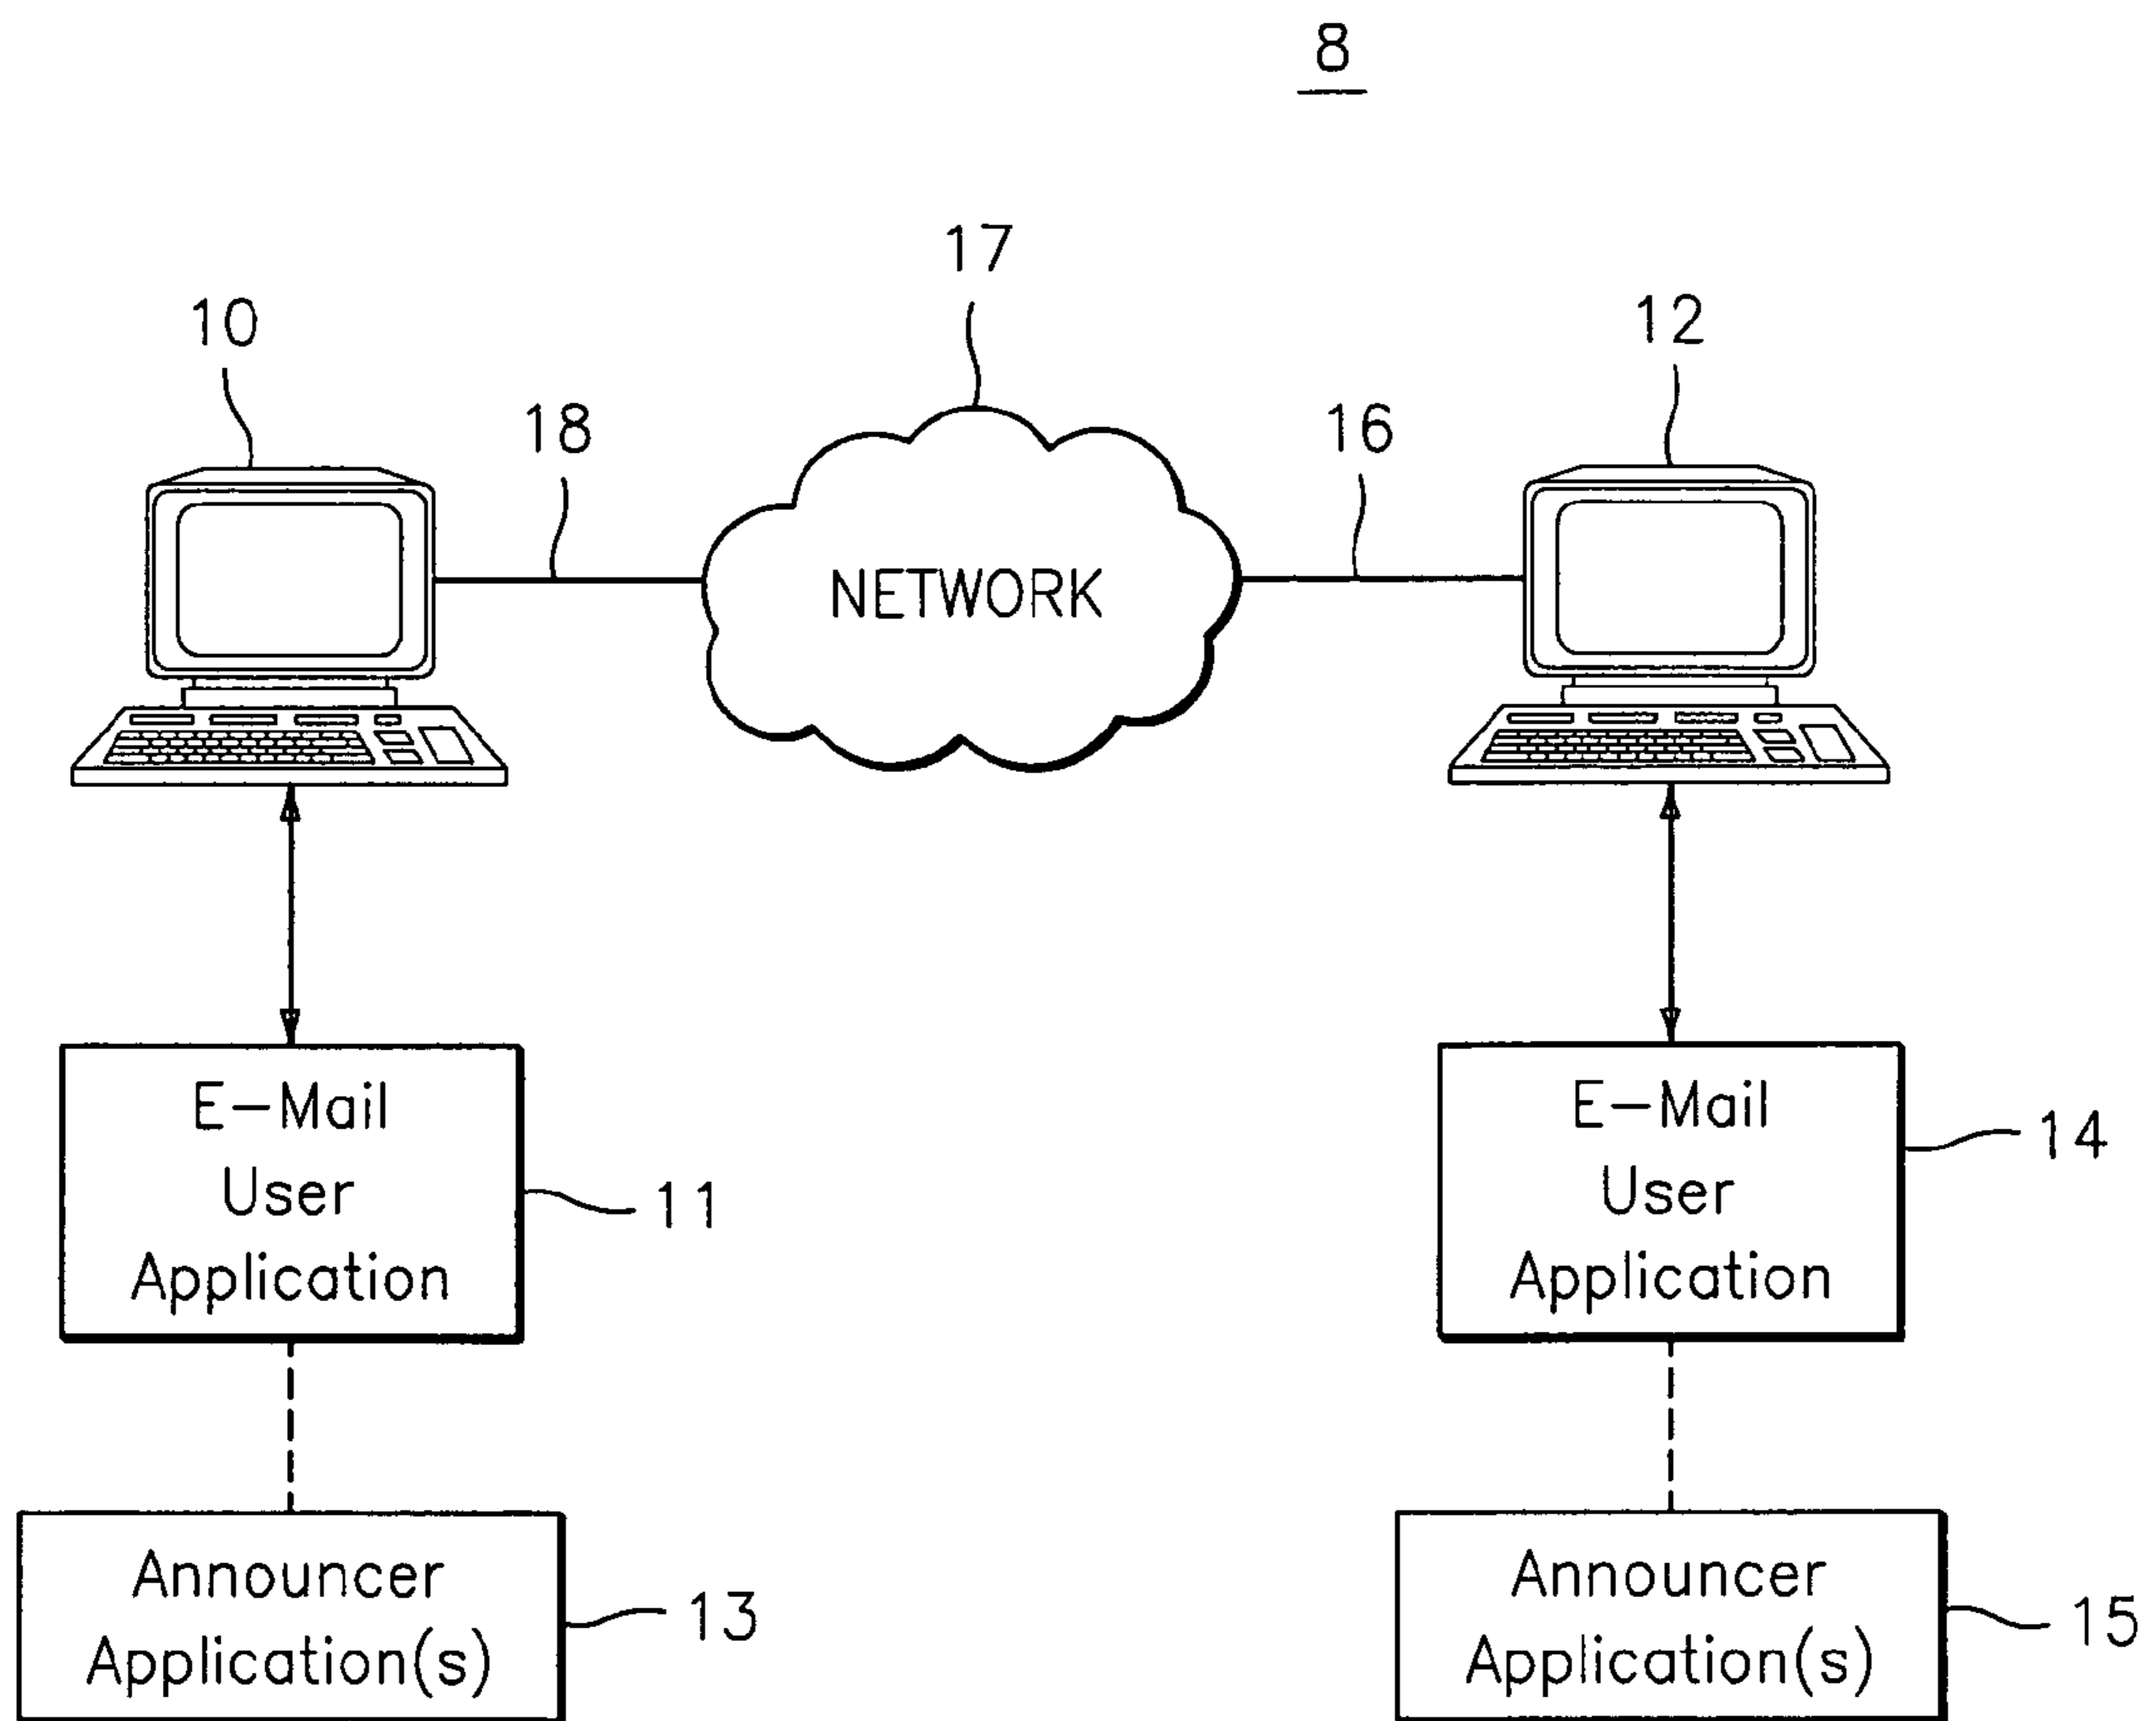 8
17
10
12
18
16
NETWORK
E-Mail
User
Application
11
E-Mail
User
Application
14
Announcer
Application(s)
13
Announcer
Application(s)
15